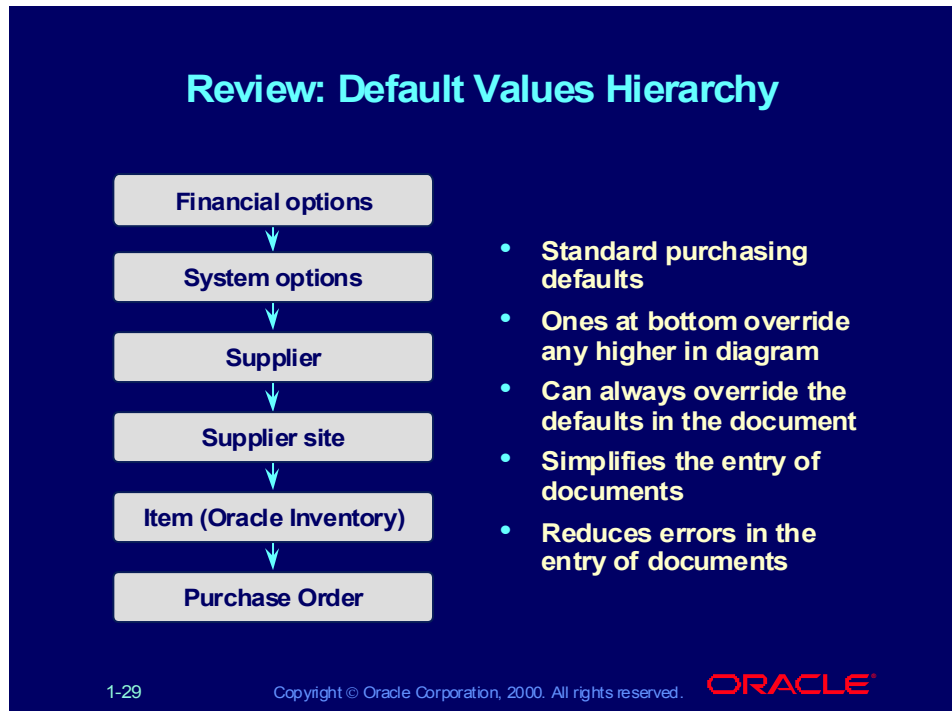 Review: Default Values Hierarchy
Financial options
System options
Supplier
Supplier site
Item (Oracle Inventory)
Purchase Order
• Standard purchasing
defaults
• Ones at bottom override
any higher in diagram
• Can always override the
defaults in the document
• Simplifies the entry of
documents
• Reduces errors in the
entry of documents
1-29
Copyright © Oracle Corporation, 2000. All rights reserved.
ORACLE®